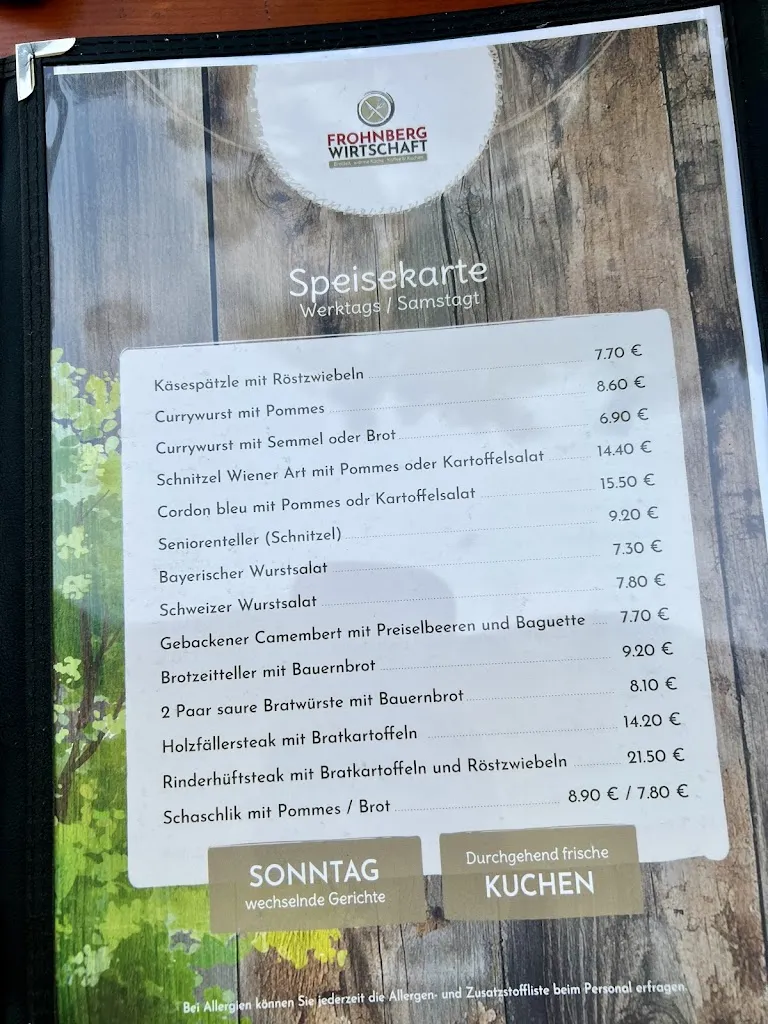 FROHNBERG
WIRTSCHAFT
Speisekarte
Werktags / Samstagt
Käsespätzle mit Röstzwiebeln 7.70 €
Currywurst mit Pommes 8.60 €
Currywurst mit Semmel oder Brot 6.90 €
Schnitzel Wiener Art mit Pommes oder Kartoffelsalat 14.40 €
Cordon bleu mit Pommes odr Kartoffelsalat 15.50 €
Seniorenteller (Schnitzel) 9.20 €
Bayerischer Wurstsalat 7.30 €
Schweizer Wurstsalat 7.80 €
Gebackener Camembert mit Preiselbeeren und Baguette 7.70 €
Brotzeitteller mit Bauernbrot 9.20 €
2 Paar saure Bratwürste mit Bauernbrot 8.10 €
Holzfällersteak mit Bratkartoffeln 14.20 €
Rinderhüftsteak mit Bratkartoffeln und Röstzwiebeln 21.50 €
Schaschlik mit Pommes / Brot 8.90 € / 7.80 €
SONNTAG
wechselnde Gerichte
Durchgehend frische
KUCHEN
Bei Allergien können Sie jederzeit die Allergen- und Zusatzstoffliste beim Personal erfragen.